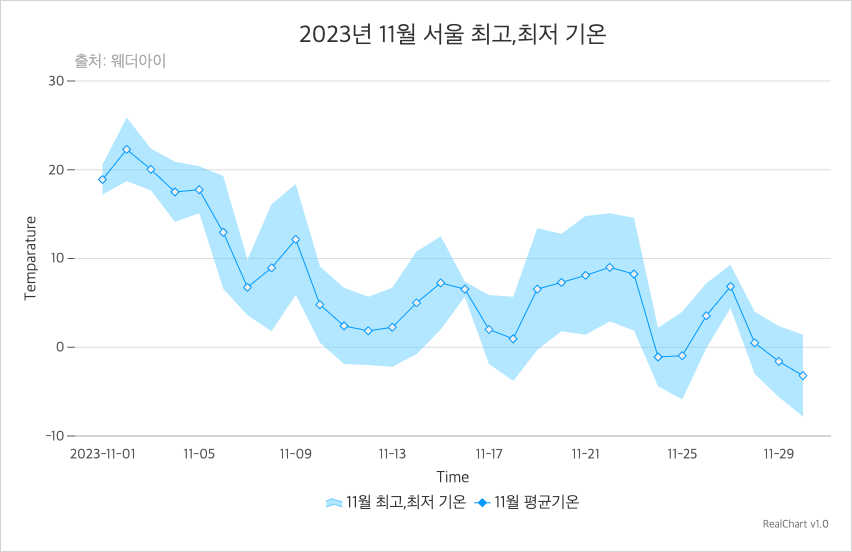 2023년 11월 서울 최고,최저 기온
출처: 웨더아이
30
20
10
0
-10
Temparature
2023-11-01 11-05 11-09 11-13 11-17 11-21 11-25 11-29
Time
11월 최고,최저 기온 11월 평균기온
RealChart v1.0